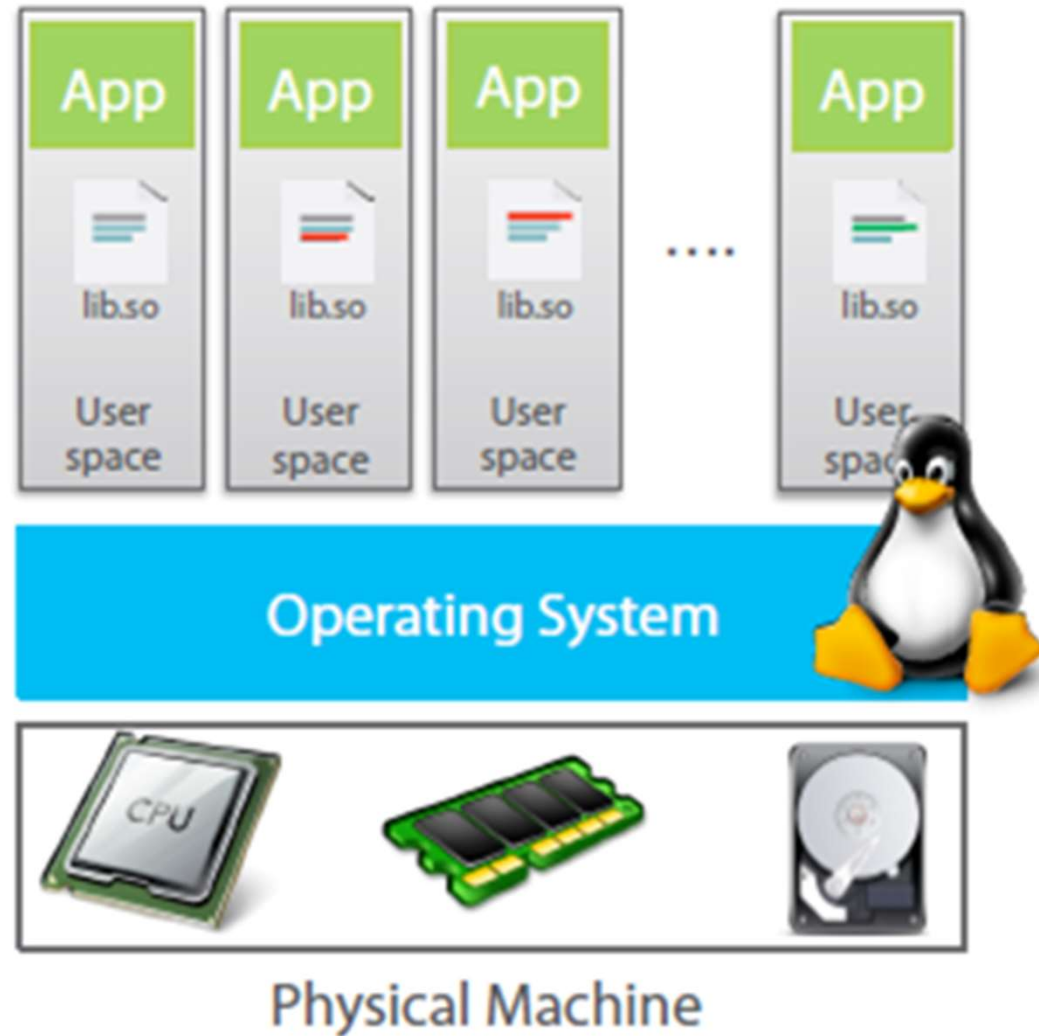 App
App
App
App
lib.so
lib.so
lib.so
....
lib.so
User
space
User
space
User
space
User
spac
Operating System
CPU
Physical Machine